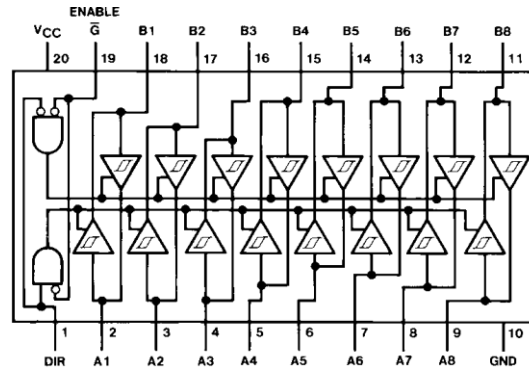 ENABLE
VCC G B1 B2 B3 B4 B5 B6 B7 B8
20 19 18 17 16 15 14 13 12 11
1 2 3 4 5 6 7 8 9 10
DIR A1 A2 A3 A4 A5 A6 A7 A8 GND